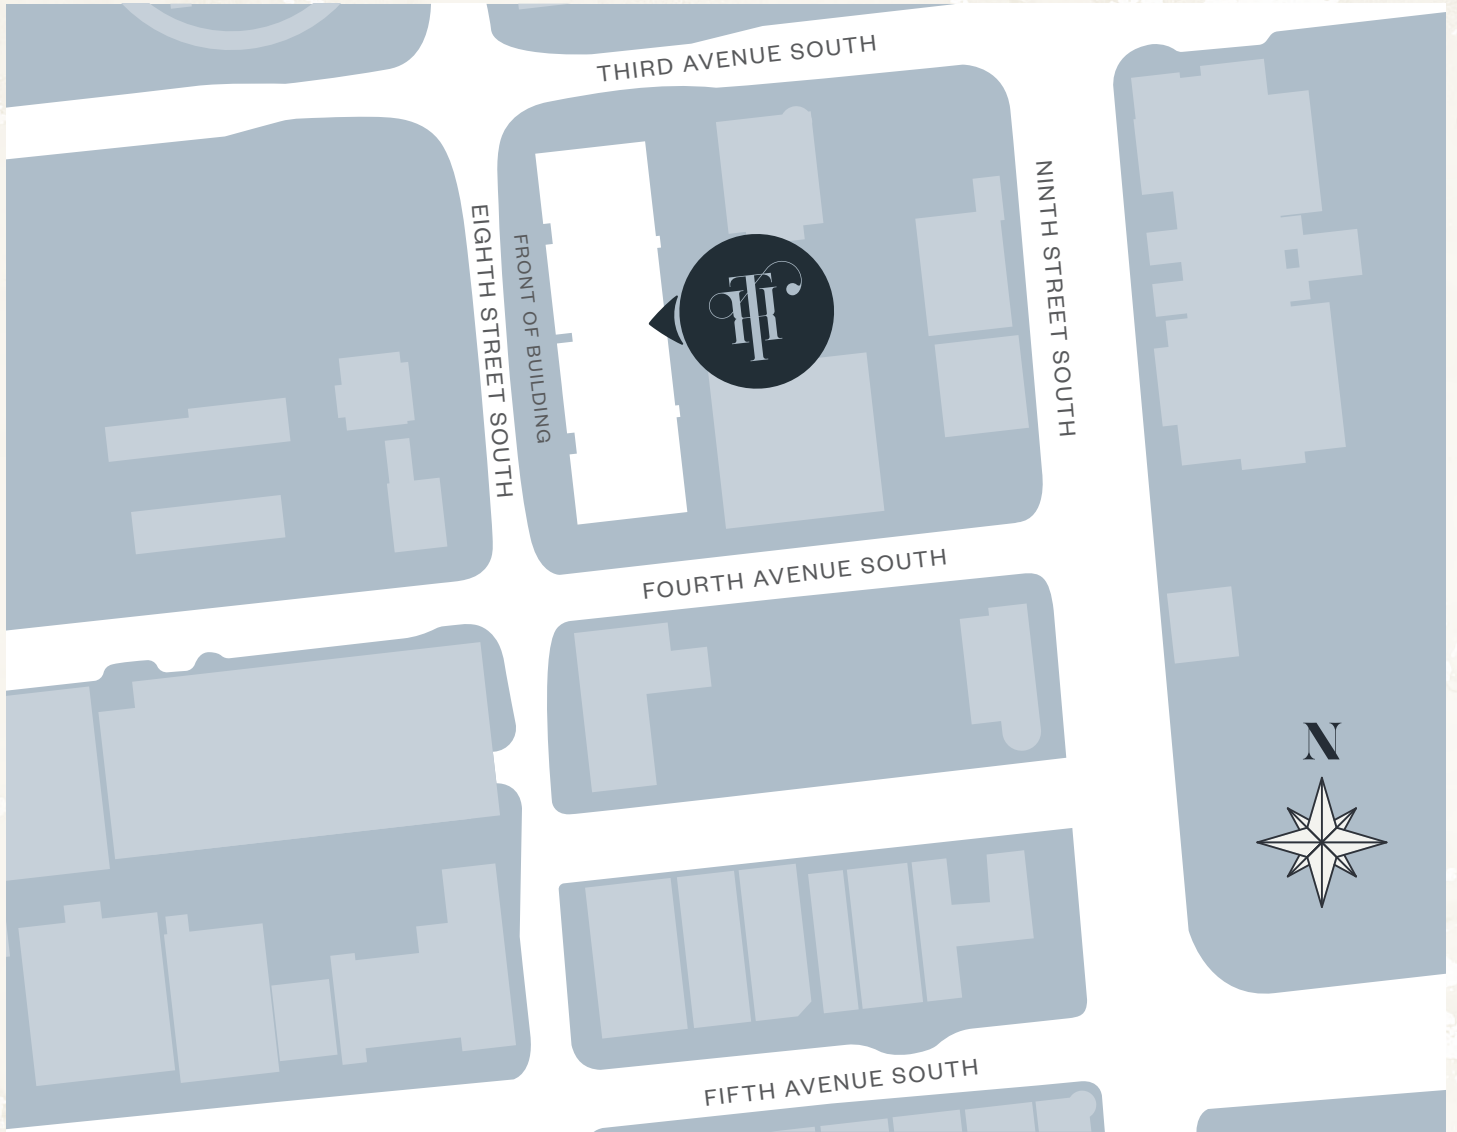 THIRD AVENUE SOUTH
EIGHTH STREET SOUTH
FRONT OF BUILDING
NINTH STREET SOUTH
FOURTH AVENUE SOUTH
N
FIFTH AVENUE SOUTH